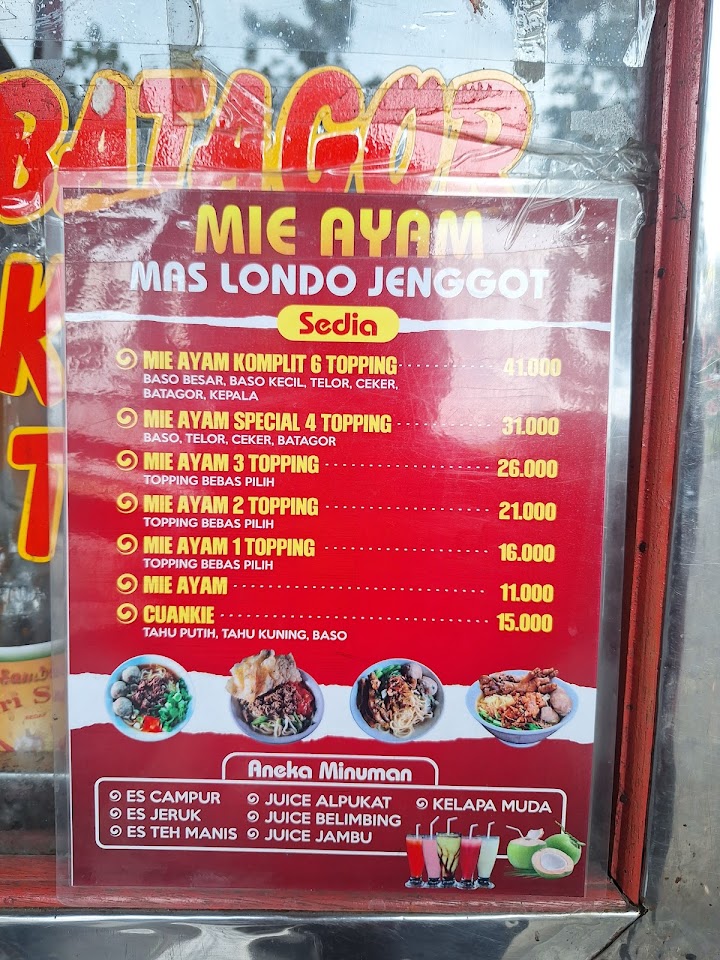 BATAGOR
K
T
MIE AYAM
MAS LONDO JENGGOT
Sedia
MIE AYAM KOMPLIT 6 TOPPING 41.000
BASO BESAR, BASO KECIL, TELOR, CEKER,
BATAGOR, KEPALA
MIE AYAM SPECIAL 4 TOPPING 31.000
BASO, TELOR, CEKER, BATAGOR
MIE AYAM 3 TOPPING 26.000
TOPPING BEBAS PILIH
MIE AYAM 2 TOPPING 21.000
TOPPING BEBAS PILIH
MIE AYAM 1 TOPPING 16.000
TOPPING BEBAS PILIH
MIE AYAM 11.000
CUANKIE 15.000
TAHU PUTIH, TAHU KUNING, BASO
Aneka Minuman
ES CAMPUR
ES JERUK
ES TEH MANIS
JUICE ALPUKAT
JUICE BELIMBING
JUICE JAMBU
KELAPA MUDA